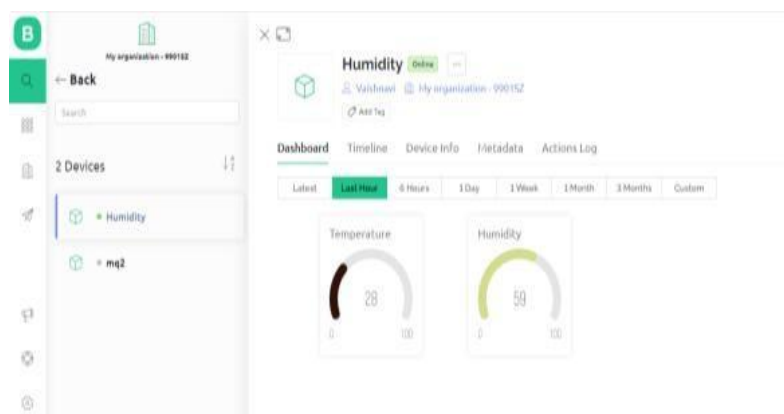 B
My organization - 9901SZ
← Back
Search
2 Devices
Humidity
mq2
Humidity Online
Vaishnavi My organization - 9901SZ
Add Tag
Dashboard Timeline Device Info Metadata Actions Log
Latest Last Hour 6 Hours 1 Day 1 Week 1 Month 3 Months Custom
Temperature Humidity
28 59
0 100 0 100